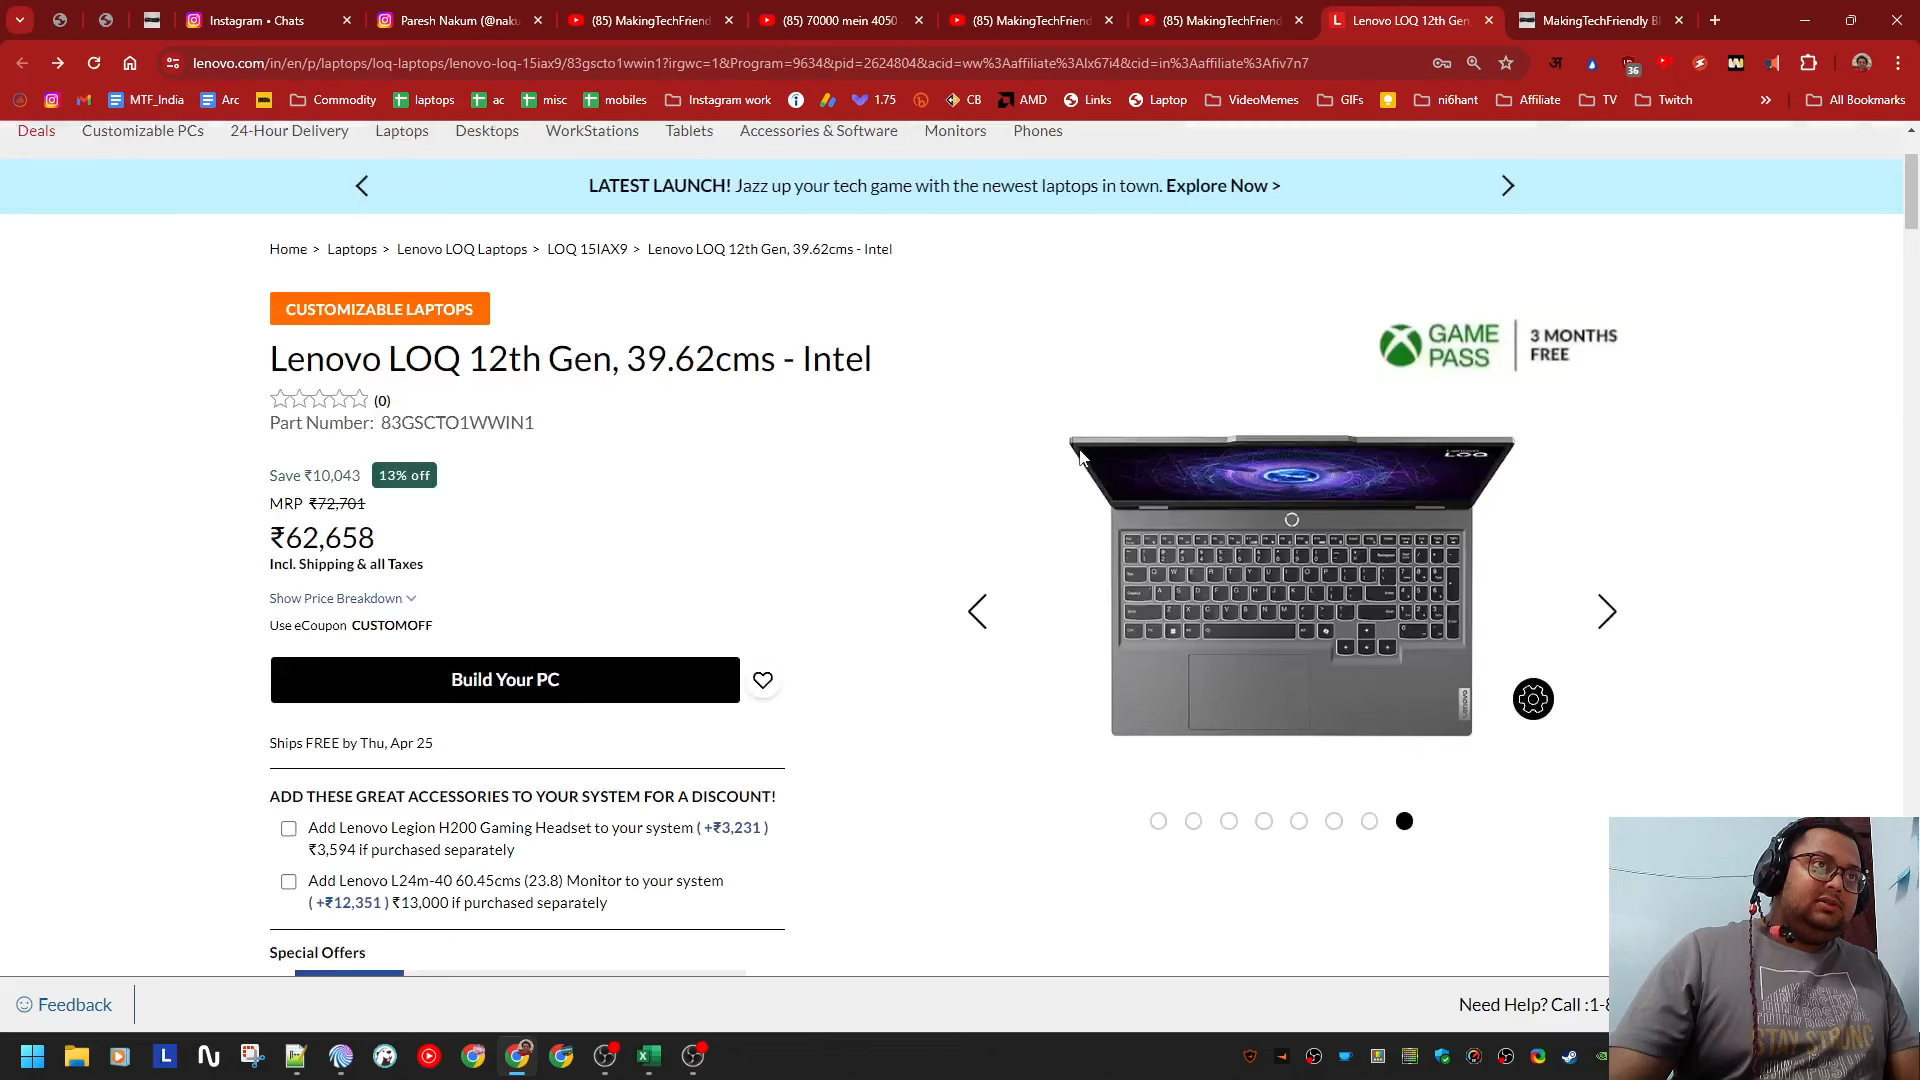 Instagram • Chats
Paresh Nakum (@naku
(85) MakingTechFriend
(85) 70000 mein 4050
(85) MakingTechFriend
(85) MakingTechFriend
Lenovo LOQ 12th Gen,
MakingTechFriendly Bl
lenovo.com/in/en/p/laptops/loq-laptops/lenovo-loq-15iax9/83gscto1wwin1?irgwc=1&Program=9634&pid=2624804&acid=ww%3Aaffiliate%3Alx67i4&cid=in%3Aaffiliate%3Afiv7n7
अ
36
MTF_India
Arc
Commodity
laptops
ac
misc
mobiles
Instagram work
1.75
CB
AMD
Links
Laptop
VideoMemes
GIFs
ni6hant
Affiliate
TV
Twitch
All Bookmarks
Deals
Customizable PCs
24-Hour Delivery
Laptops
Desktops
WorkStations
Tablets
Accessories & Software
Monitors
Phones
LATEST LAUNCH! Jazz up your tech game with the newest laptops in town. Explore Now >
Home > Laptops > Lenovo LOQ Laptops > LOQ 15IAX9 > Lenovo LOQ 12th Gen, 39.62cms - Intel
CUSTOMIZABLE LAPTOPS
Lenovo LOQ 12th Gen, 39.62cms - Intel
(0)
Part Number: 83GSCTO1WWIN1
Save ₹10,043 13% off
MRP ₹72,701
₹62,658
Incl. Shipping & all Taxes
Show Price Breakdown
Use eCoupon CUSTOMOFF
Build Your PC
Ships FREE by Thu, Apr 25
ADD THESE GREAT ACCESSORIES TO YOUR SYSTEM FOR A DISCOUNT!
Add Lenovo Legion H200 Gaming Headset to your system ( +₹3,231 )
₹3,594 if purchased separately
Add Lenovo L24m-40 60.45cms (23.8) Monitor to your system
( +₹12,351 ) ₹13,000 if purchased separately
Special Offers
GAME
PASS
3 MONTHS
FREE
LOQ
Lenovo
Feedback
Need Help? Call :1-8
STAY STRONG